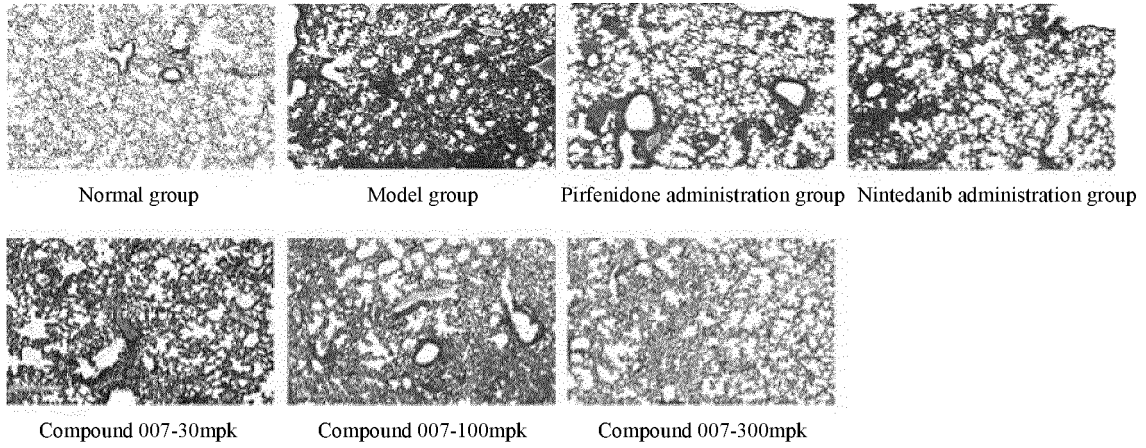 Normal group
Model group
Pirfenidone administration group
Nintedanib administration group
Compound 007-30mpk
Compound 007-100mpk
Compound 007-300mpk